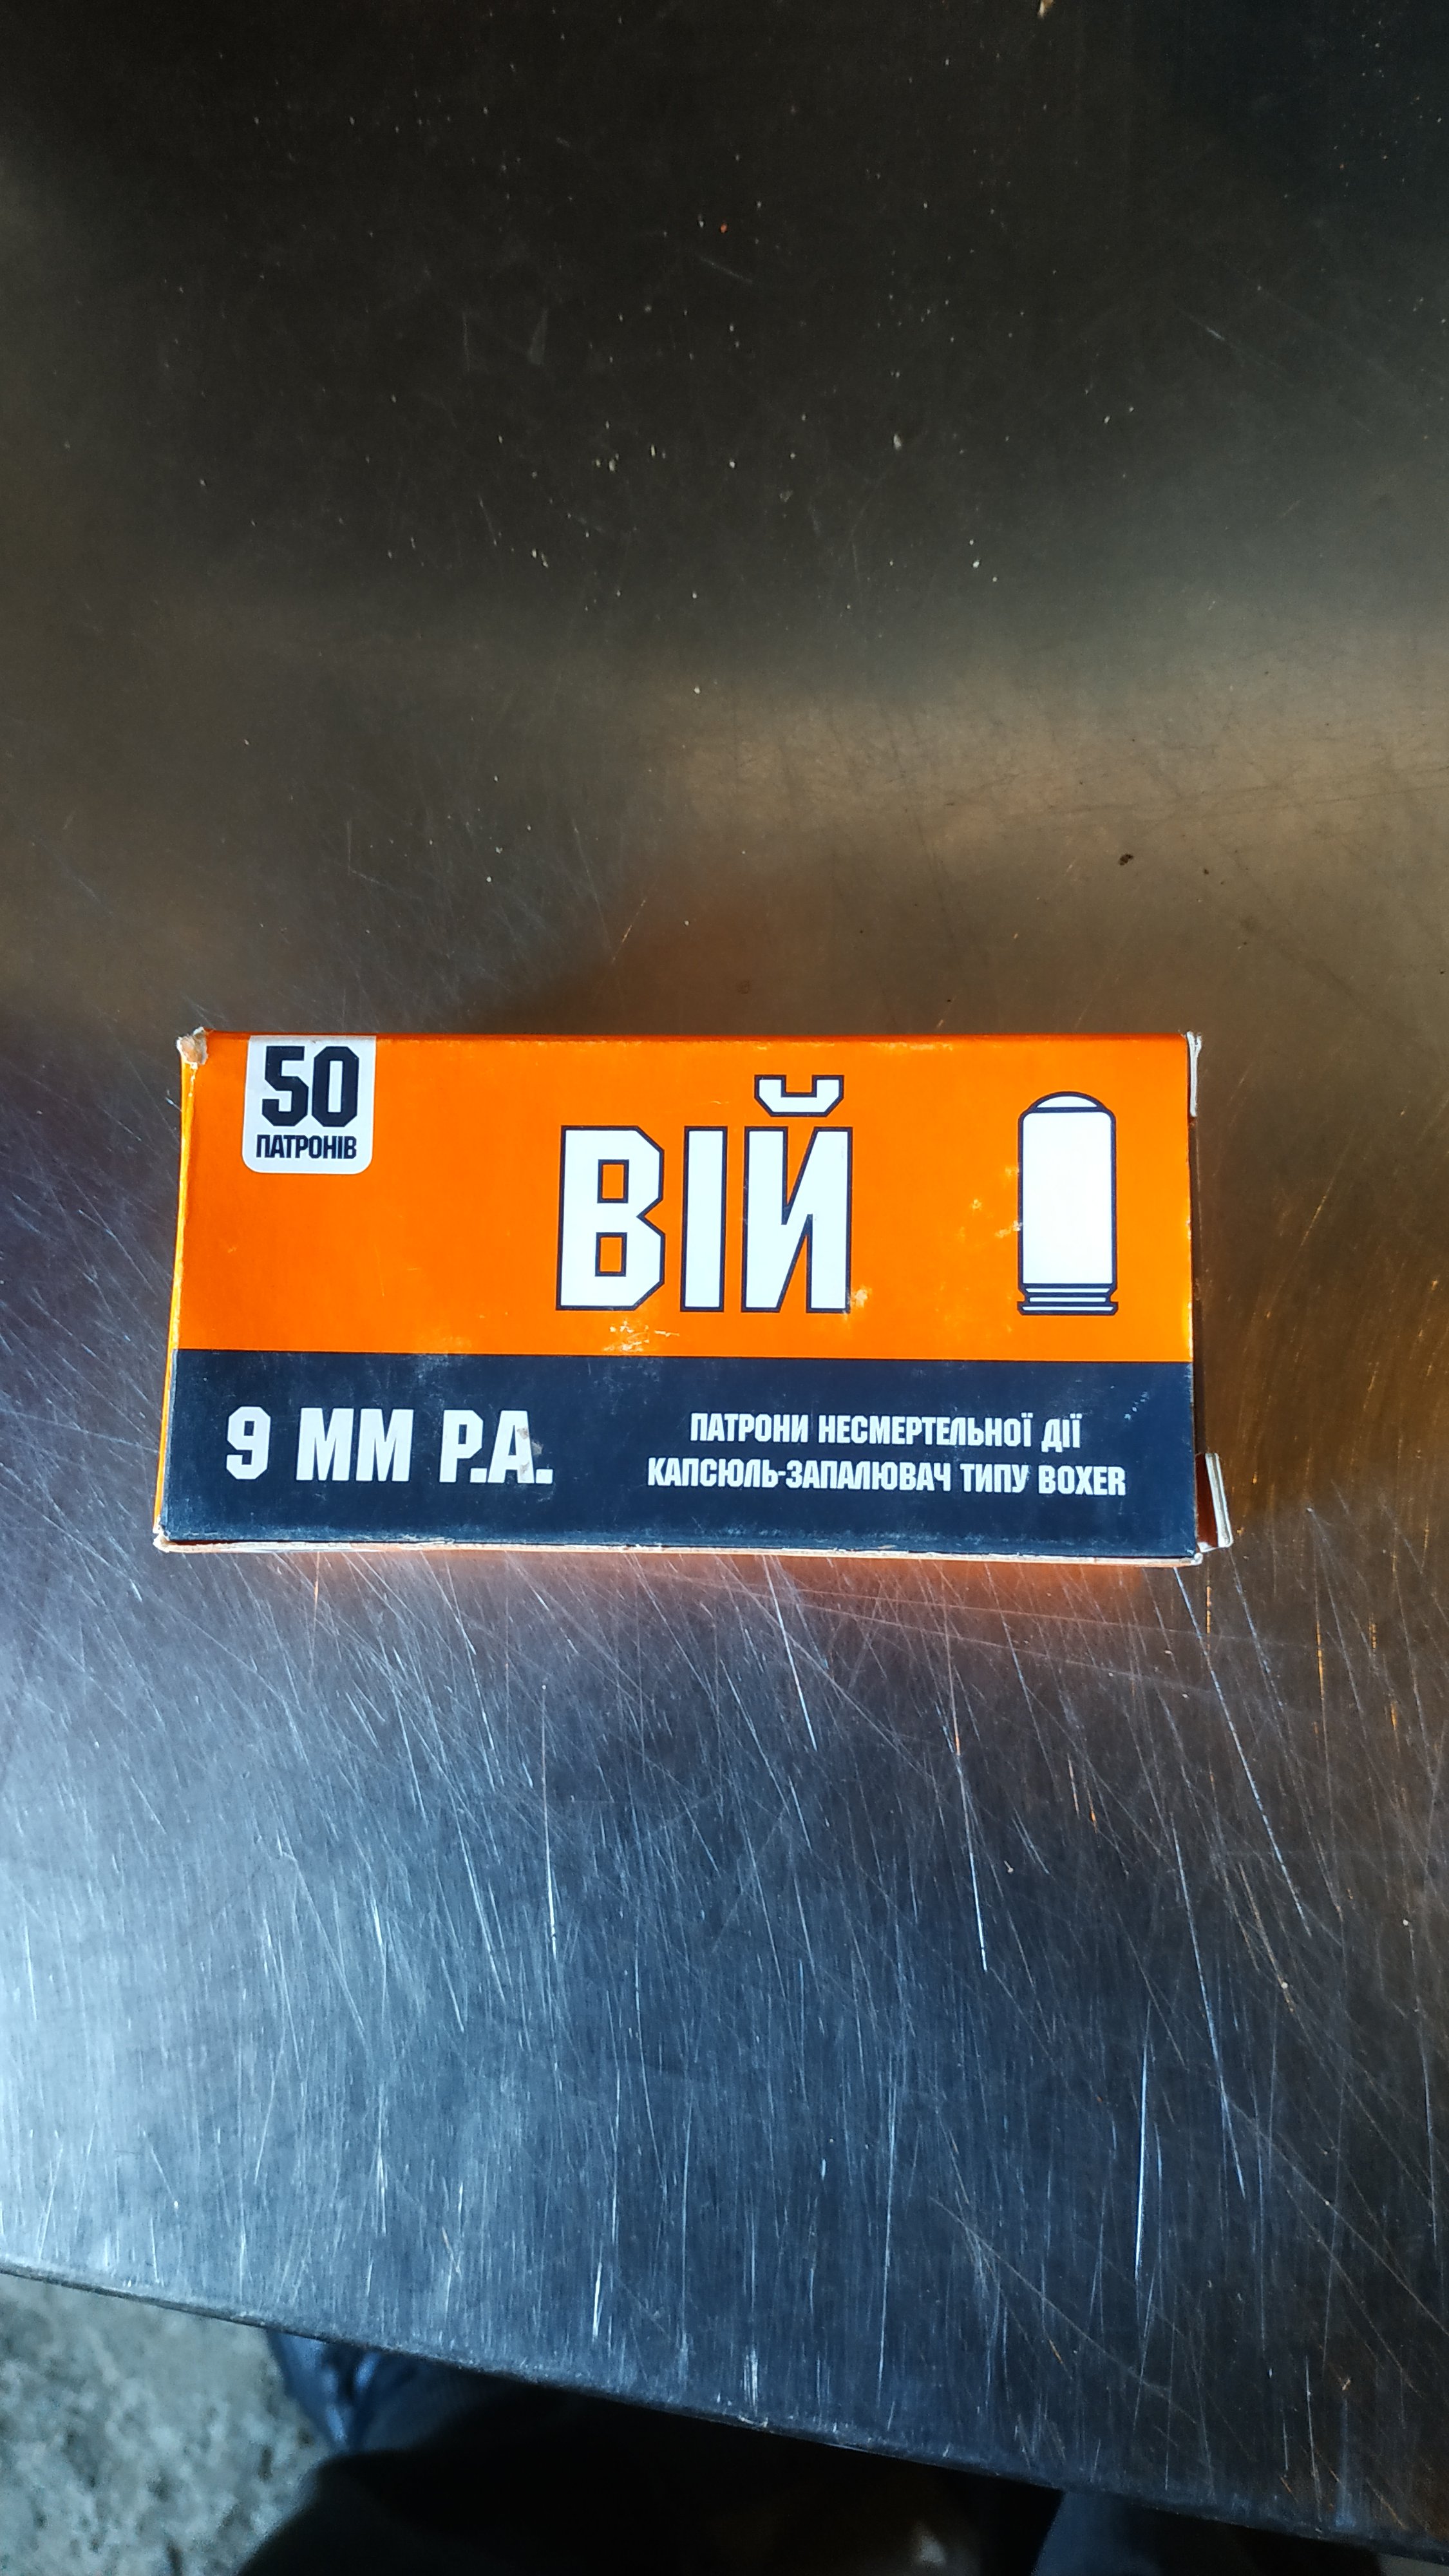 50
ПАТРОНІВ
ВІЙ
9 ММ Р.А.
ПАТРОНИ НЕСМЕРТЕЛЬНОЇ ДІЇ
КАПСЮЛЬ-ЗАПАЛЮВАЧ ТИПУ BOXER